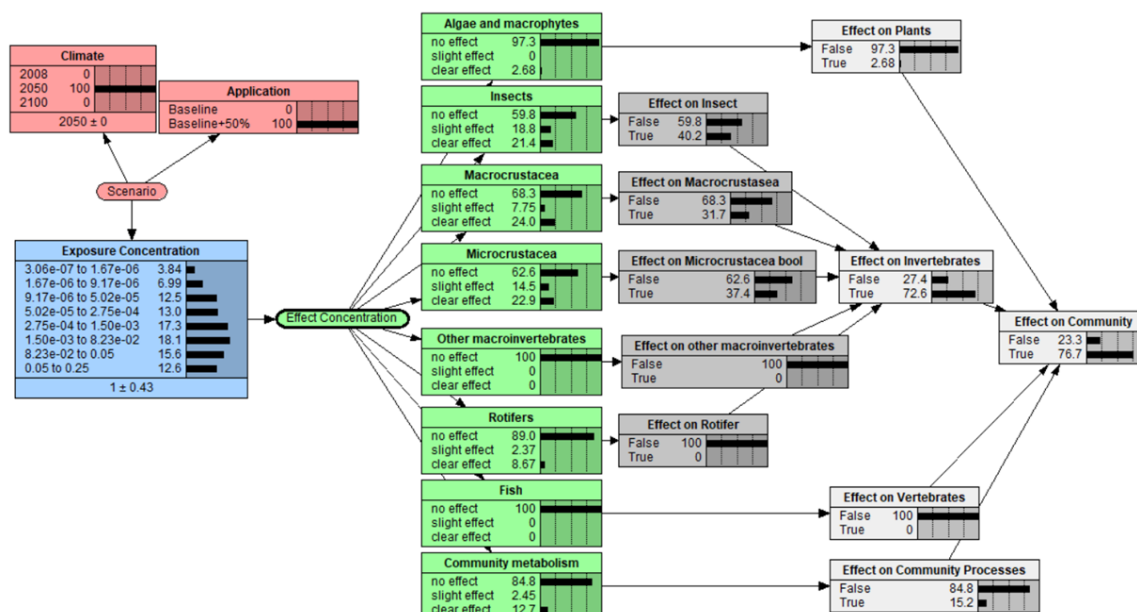 Climate
2008 0
2050 100
2100 0
2050 ± 0
Application
Baseline 0
Baseline+50% 100
Scenario
Exposure Concentration
3.06e-07 to 1.67e-06 3.84
1.67e-06 to 9.17e-06 6.99
9.17e-06 to 5.02e-05 12.5
5.02e-05 to 2.75e-04 13.0
2.75e-04 to 1.50e-03 17.3
1.50e-03 to 8.23e-02 18.1
8.23e-02 to 0.05 15.6
0.05 to 0.25 12.6
1 ± 0.43
Effect Concentration
Algae and macrophytes
no effect 97.3
slight effect 0
clear effect 2.68
Insects
no effect 59.8
slight effect 18.8
clear effect 21.4
Macrocrustacea
no effect 68.3
slight effect 7.75
clear effect 24.0
Microcrustacea
no effect 62.6
slight effect 14.5
clear effect 22.9
Other macroinvertebrates
no effect 100
slight effect 0
clear effect 0
Rotifers
no effect 89.0
slight effect 2.37
clear effect 8.67
Fish
no effect 100
slight effect 0
clear effect 0
Community metabolism
no effect 84.8
slight effect 2.45
clear effect 12.7
Effect on Insect
False 59.8
True 40.2
Effect on Macrocrustasea
False 68.3
True 31.7
Effect on Microcrustacea bool
False 62.6
True 37.4
Effect on other macroinvertebrates
False 100
True 0
Effect on Rotifer
False 100
True 0
Effect on Plants
False 97.3
True 2.68
Effect on Invertebrates
False 27.4
True 72.6
Effect on Vertebrates
False 100
True 0
Effect on Community Processes
False 84.8
True 15.2
Effect on Community
False 23.3
True 76.7